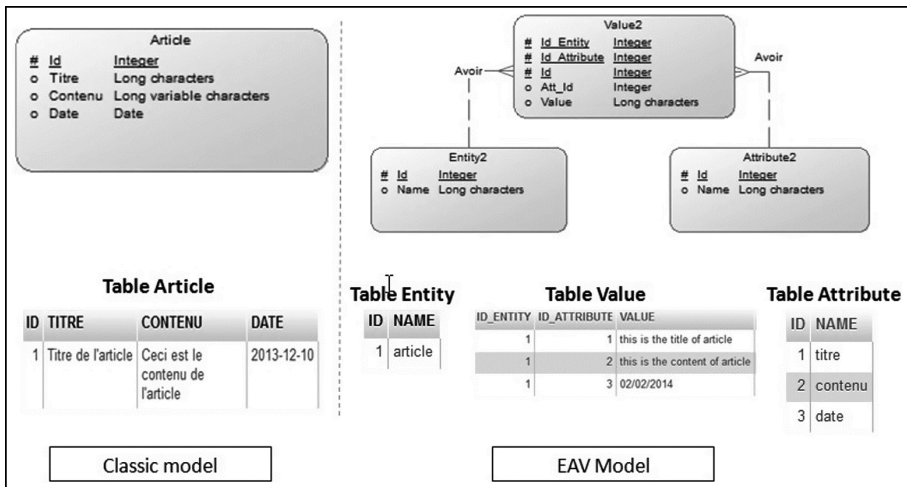 Article
# Id Integer
o Titre Long characters
o Contenu Long variable characters
o Date Date
Value2
# Id_Entity Integer
# Id_Attribute Integer
# Id Integer
o Att_Id Integer
o Value Long characters
Avoir
Avoir
Entity2
# Id Integer
o Name Long characters
Attribute2
# Id Integer
o Name Long characters
Table Article
ID TITRE CONTENU DATE
1 Titre de l'article Ceci est le contenu de l'article 2013-12-10
Table Entity
ID NAME
1 article
Table Value
ID_ENTITY ID_ATTRIBUTE VALUE
1 1 this is the title of article
1 2 this is the content of article
1 3 02/02/2014
Table Attribute
ID NAME
1 titre
2 contenu
3 date
Classic model
EAV Model